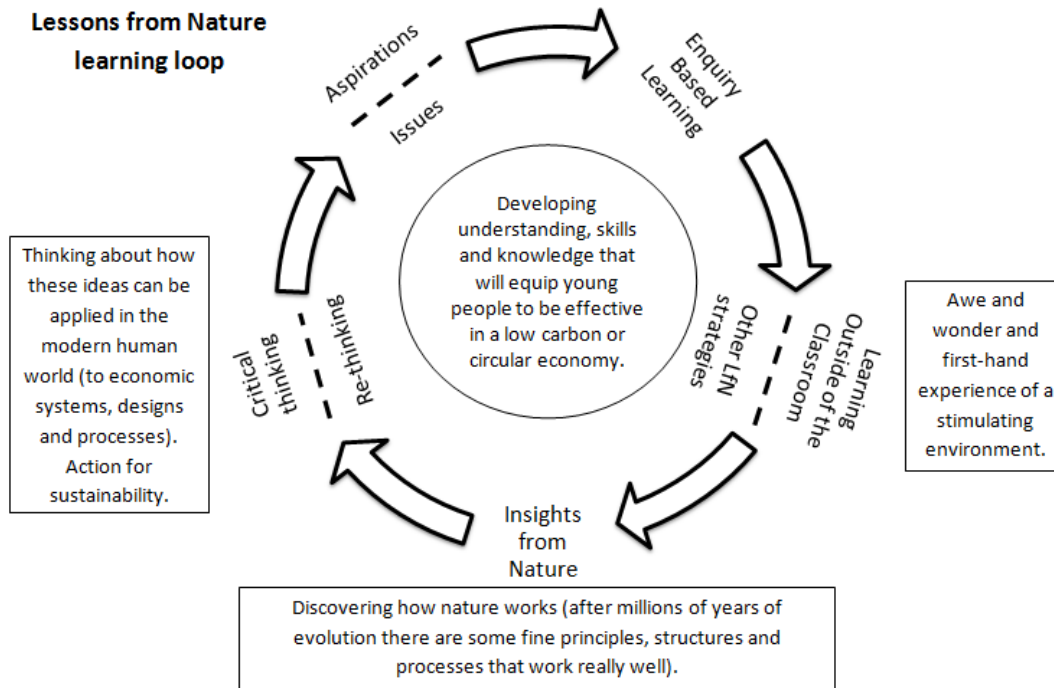 Lessons from Nature
learning loop
Aspirations
Issues
Enquiry
Based
Learning
Developing
understanding, skills
and knowledge that
will equip young
people to be effective
in a low carbon or
circular economy.
Learning
Outside of the
Classroom
Other LfN
strategies
Awe and
wonder and
first-hand
experience of a
stimulating
environment.
Insights
from
Nature
Discovering how nature works (after millions of years of
evolution there are some fine principles, structures and
processes that work really well).
Critical
thinking
Re-thinking
Thinking about how
these ideas can be
applied in the
modern human
world (to economic
systems, designs
and processes).
Action for
sustainability.